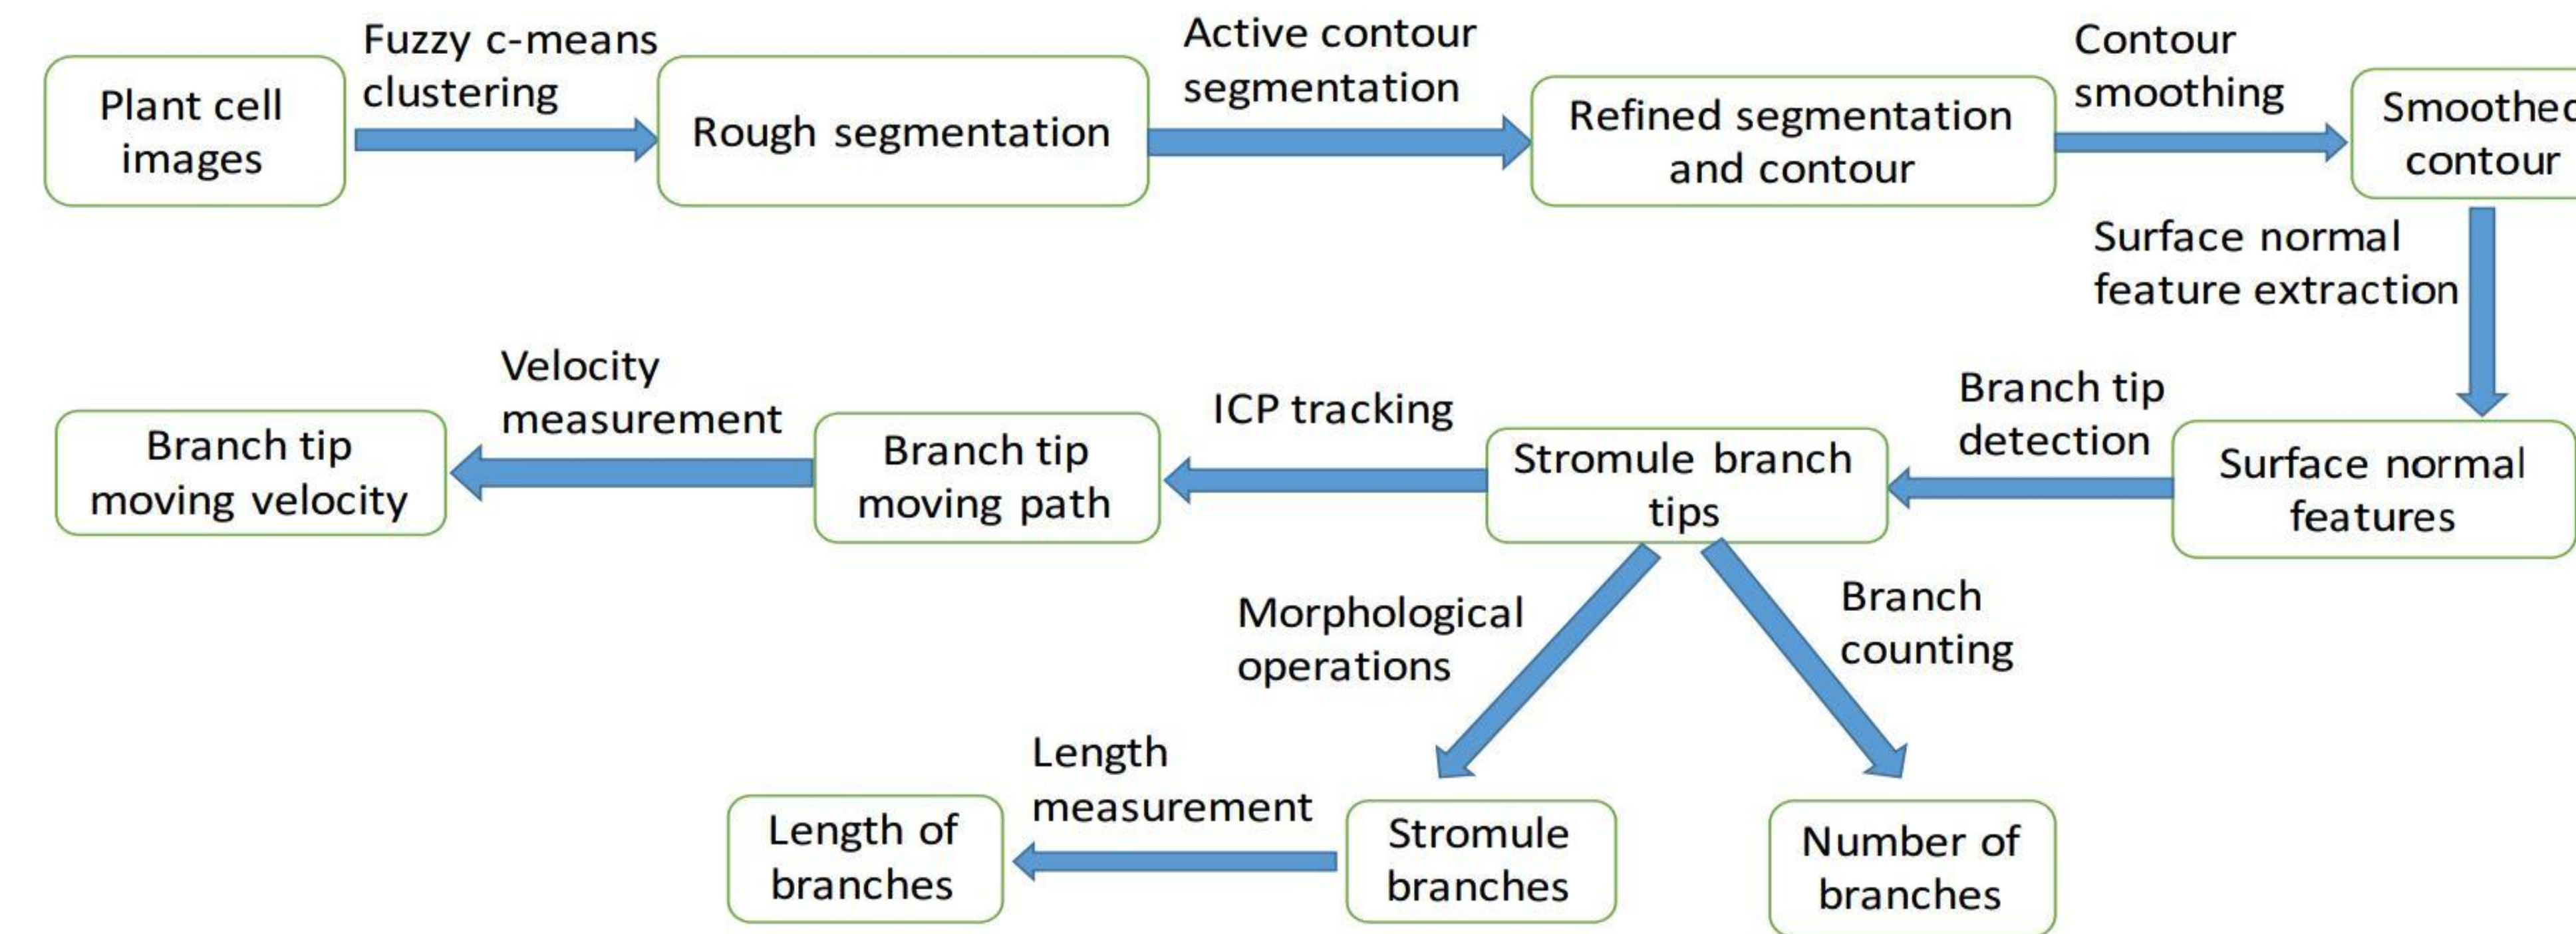 Plant cell
images
Fuzzy c-means
clustering
Rough segmentation
Active contour
segmentation
Refined segmentation
and contour
Contour
smoothing
Smoothed
contour
Surface normal
feature extraction
Surface normal
features
Branch tip
detection
Stromule branch
tips
ICP tracking
Branch tip
moving path
Velocity
measurement
Branch tip
moving velocity
Morphological
operations
Branch
counting
Length
measurement
Length of
branches
Stromule
branches
Number of
branches